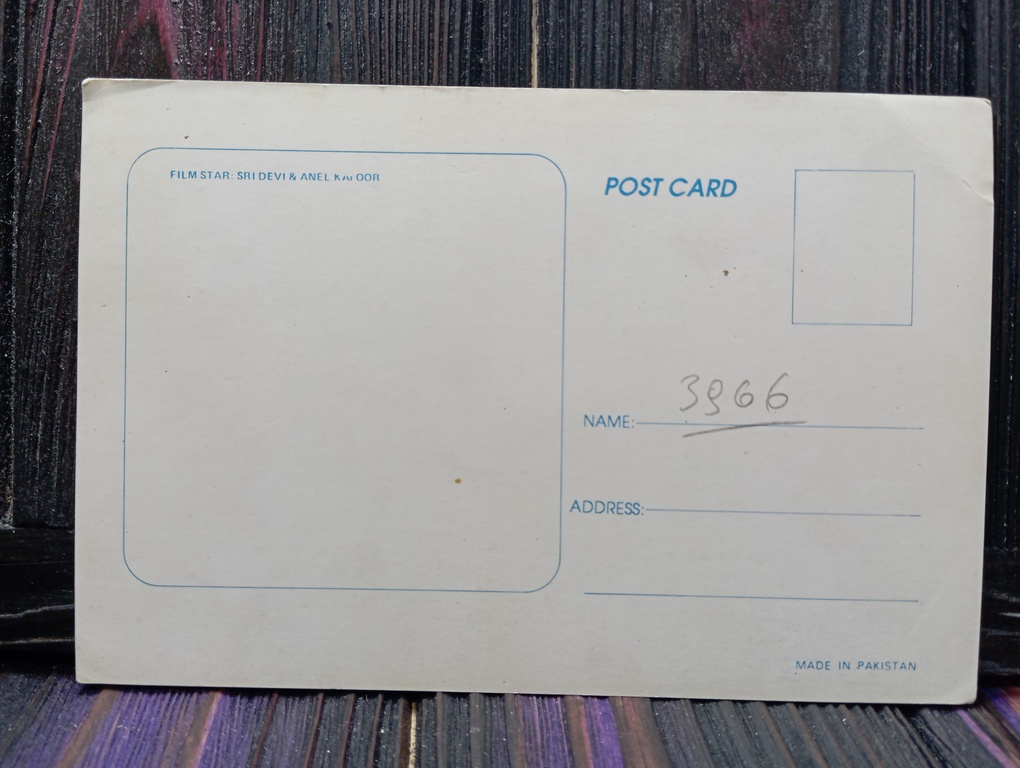 FILM STAR: SRI DEVI & ANEL KAPOOR
POST CARD
3966
NAME:
ADDRESS:
MADE IN PAKISTAN